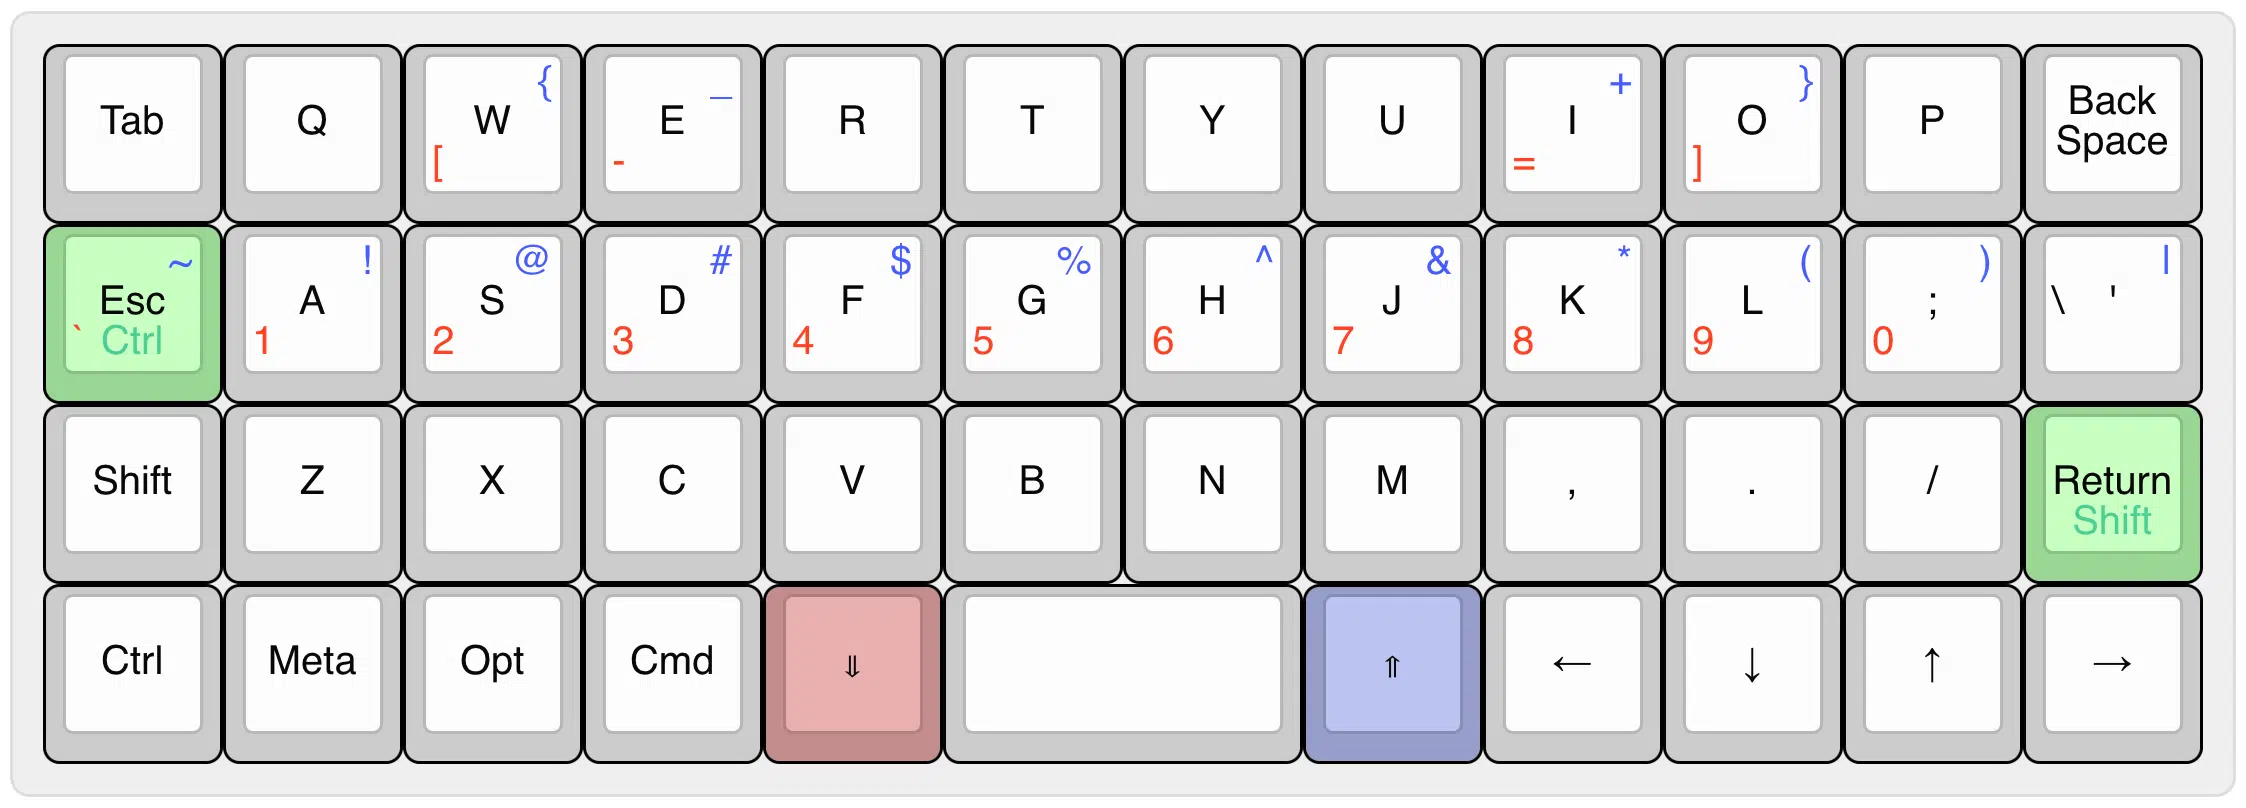 Tab Q { W [ _ E - R T Y U + I = } O ] P Back Space
~ Esc ` Ctrl ! A 1 @ S 2 # D 3 $ F 4 % G 5 ^ H 6 & J 7 * K 8 ( L 9 ) ; 0 | \ '
Shift Z X C V B N M , . / Return Shift
Ctrl Meta Opt Cmd ⇓ ⇑ ← ↓ ↑ →